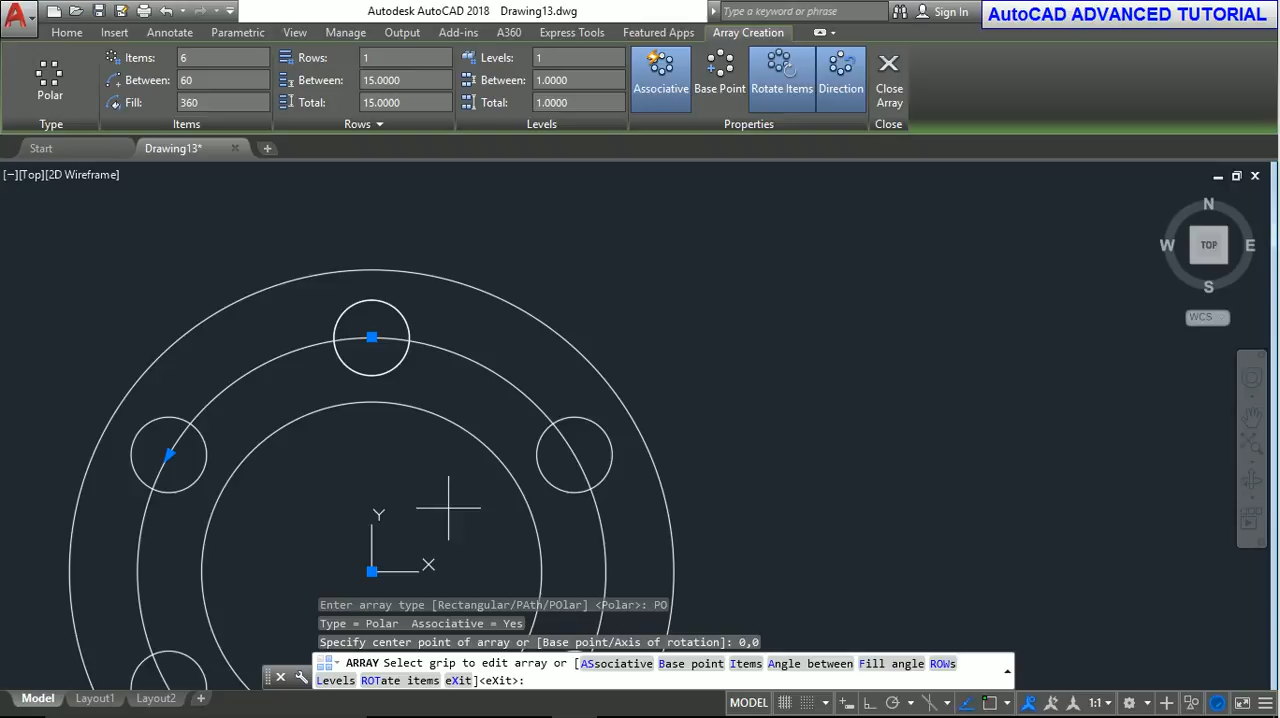 Autodesk AutoCAD 2018 Drawing13.dwg
Type a keyword or phrase
Sign In
AutoCAD ADVANCED TUTORIAL
Home Insert Annotate Parametric View Manage Output Add-ins A360 Express Tools Featured Apps Array Creation
Items: 6 Rows: 1 Levels: 1
Between: 60 Between: 15.0000 Between: 1.0000
Fill: 360 Total: 15.0000 Total: 1.0000
Polar
Associative Base Point Rotate Items Direction Close Array
Type Items Rows Levels Properties Close
Start Drawing13*
[−][Top][2D Wireframe]
N
W TOP E
S
WCS
Y
X
Enter array type [Rectangular/PAth/POlar] <Polar>: PO
Type = Polar Associative = Yes
Specify center point of array or [Base point/Axis of rotation]: 0,0
ARRAY Select grip to edit array or [ASsociative Base point Items Angle between Fill angle ROWs
Levels ROTate items eXit]<eXit>:
Model Layout1 Layout2 +
MODEL 1:1